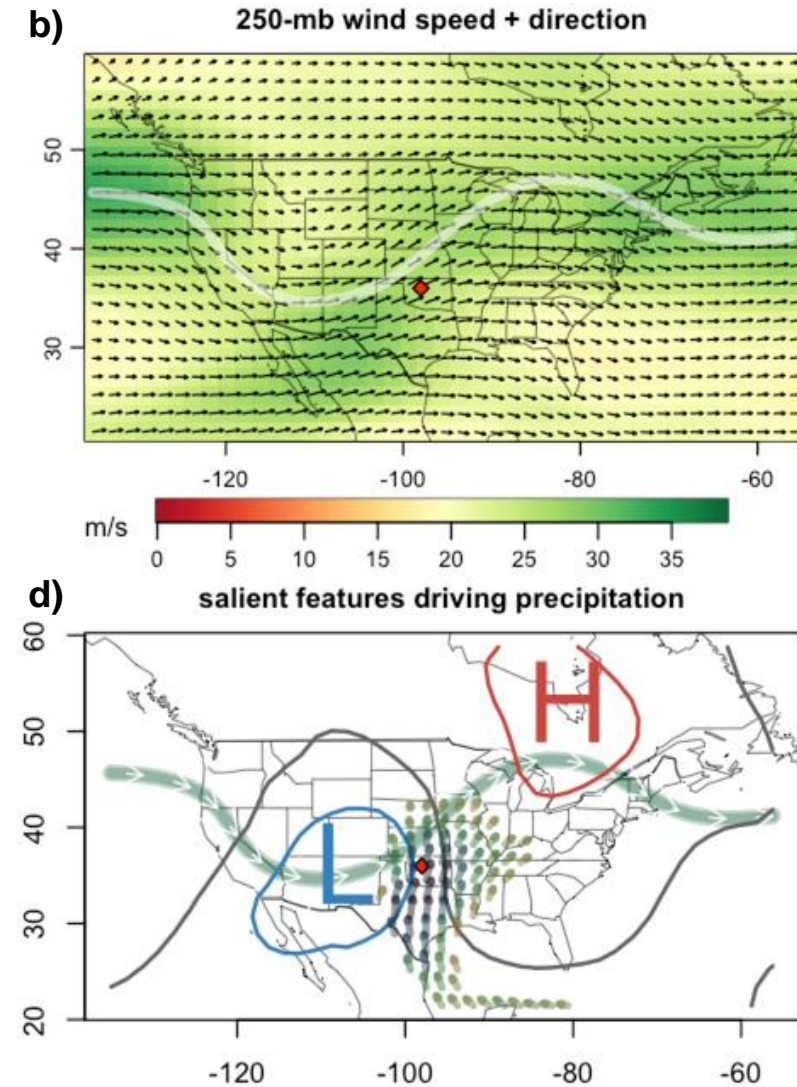 b)
250-mb wind speed + direction
50
40
30
-120 -100 -80 -60
m/s
0 5 10 15 20 25 30 35
d)
salient features driving precipitation
60
50
40
30
20
H
L
-120 -100 -80 -60